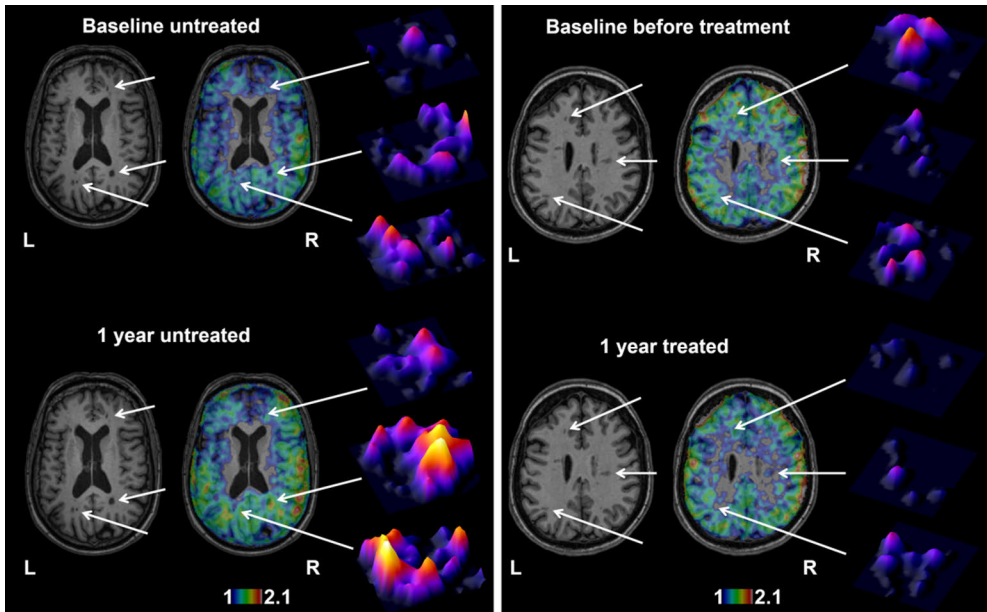 Baseline untreated
L
R
1 year untreated
L
R
1 2.1
Baseline before treatment
L
R
1 year treated
L
R
1 2.1